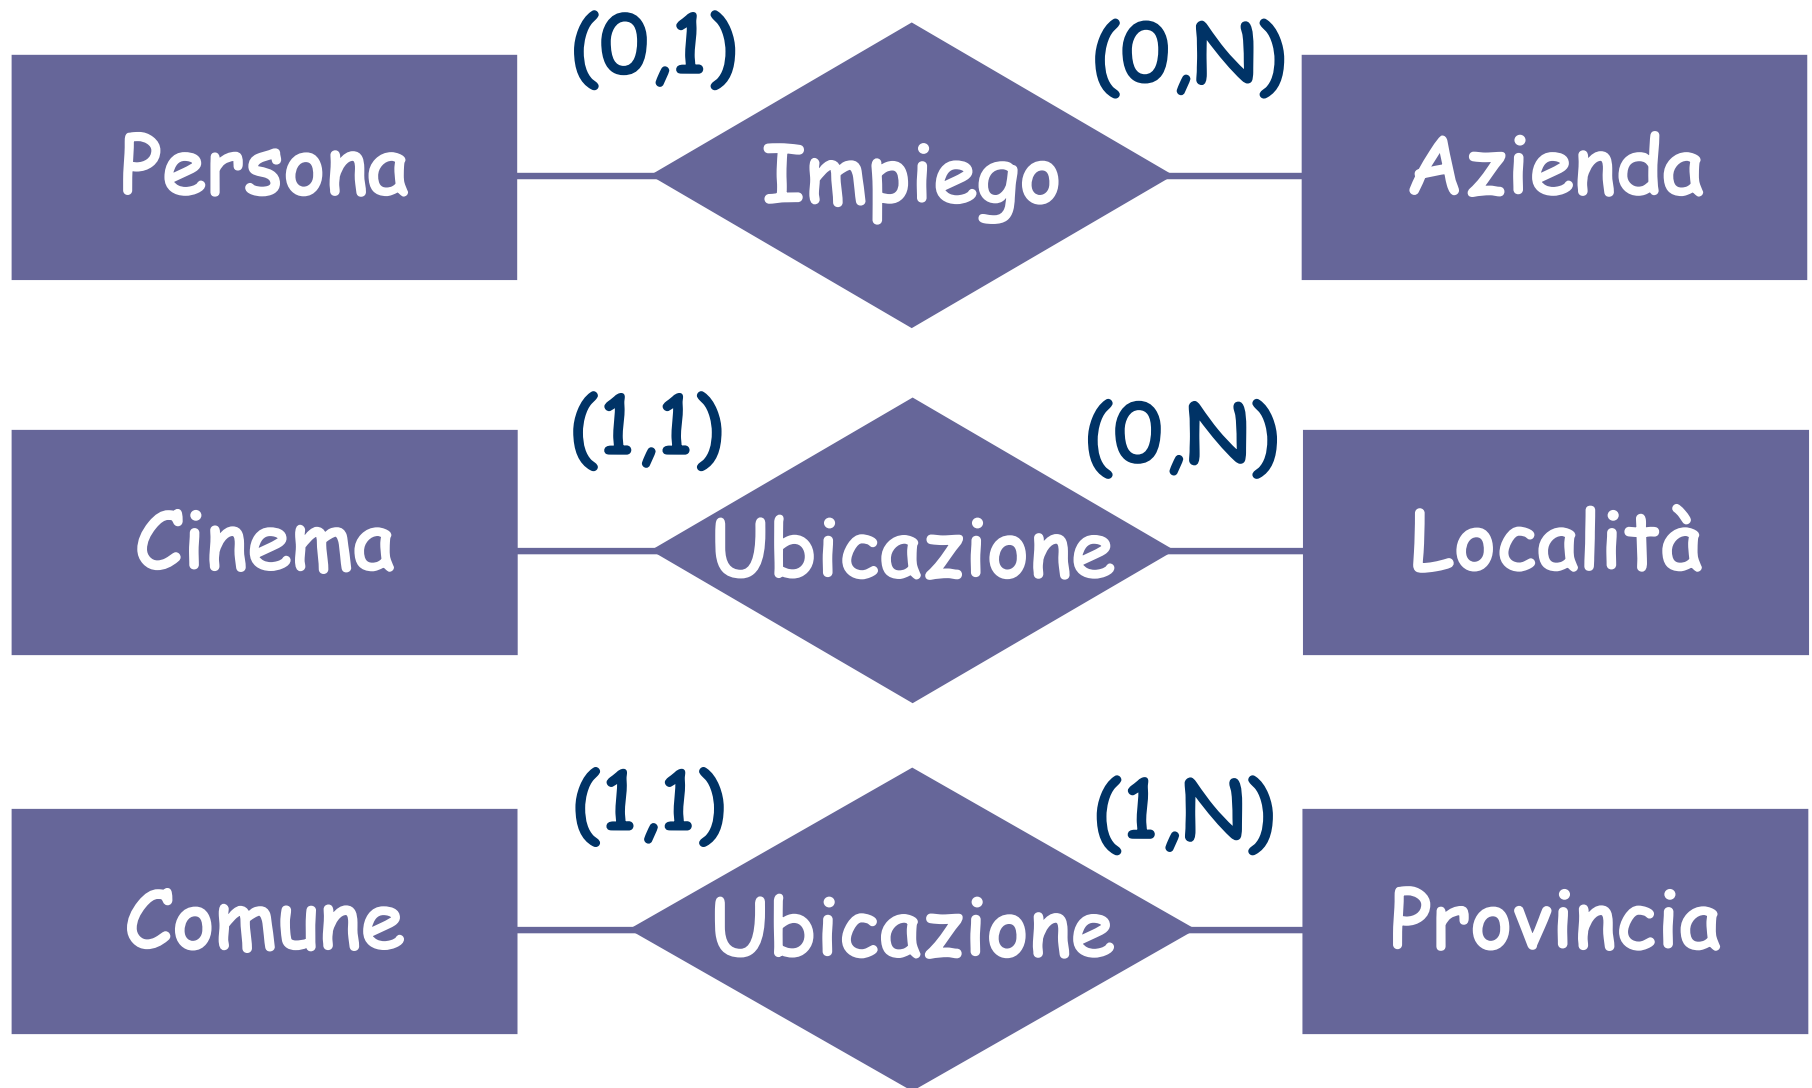 (0,1) (0,N)
Persona Impiego Azienda
(1,1) (0,N)
Cinema Ubicazione Località
(1,1) (1,N)
Comune Ubicazione Provincia